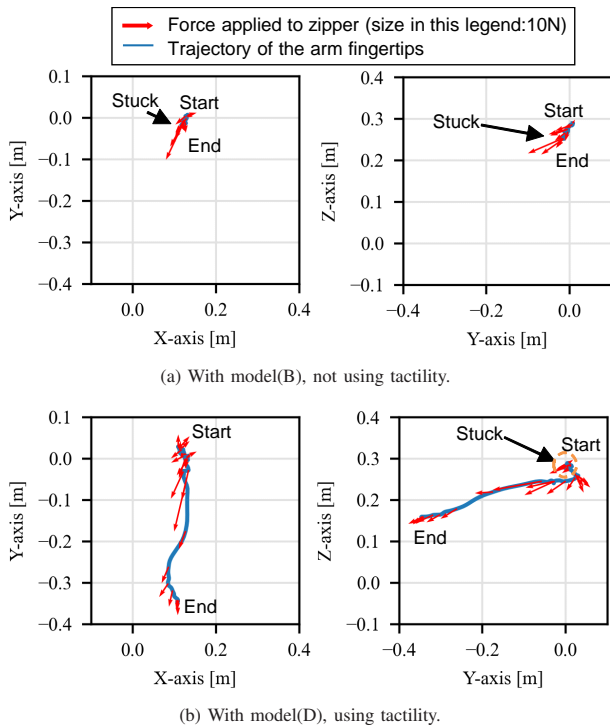 Force applied to zipper (size in this legend:10N)
Trajectory of the arm fingertips
0.1
0.0
−0.1
−0.2
−0.3
−0.4
Y-axis [m]
Stuck
Start
End
0.0
0.2
0.4
X-axis [m]
0.4
0.3
0.2
0.1
0.0
−0.1
Z-axis [m]
Stuck
Start
End
−0.4
−0.2
0.0
Y-axis [m]
(a) With model(B), not using tactility.
0.1
0.0
−0.1
−0.2
−0.3
−0.4
Y-axis [m]
Start
End
0.0
0.2
0.4
X-axis [m]
0.4
0.3
0.2
0.1
0.0
−0.1
Z-axis [m]
Stuck
Start
End
−0.4
−0.2
0.0
Y-axis [m]
(b) With model(D), using tactility.